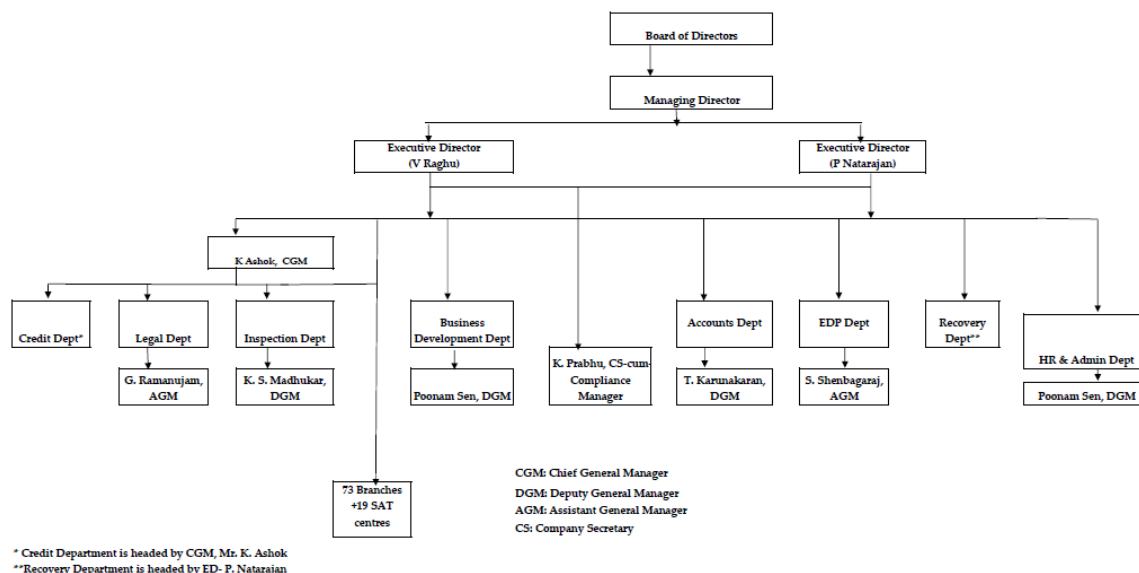 Board of Directors
Managing Director
Executive Director
(V Raghu)
Executive Director
(P Natarajan)
K Ashok, CGM
Credit Dept*
Legal Dept
Inspection Dept
Business
Development Dept
Accounts Dept
EDP Dept
Recovery
Dept**
HR & Admin Dept
G. Ramanujam,
AGM
K. S. Madhukar,
DGM
Poonam Sen, DGM
K. Prabhu, CS-cum-
Compliance
Manager
T. Karunakaran,
DGM
S. Shenbagaraj,
AGM
Poonam Sen, DGM
73 Branches
+19 SAT
centres
CGM: Chief General Manager
DGM: Deputy General Manager
AGM: Assistant General Manager
CS: Company Secretary
* Credit Department is headed by CGM, Mr. K. Ashok
**Recovery Department is headed by ED- P. Natarajan